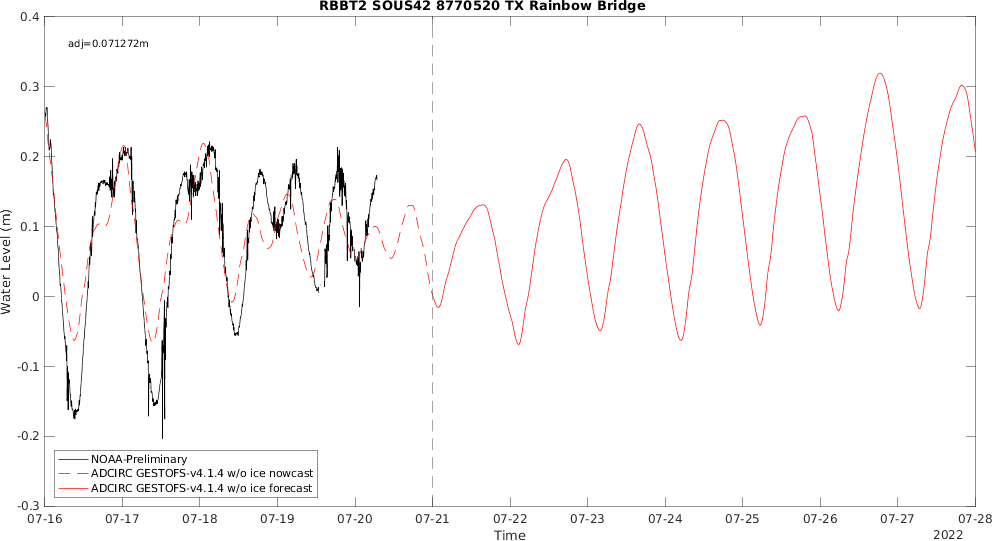 RBBT2 SOUS42 8770520 TX Rainbow Bridge
adj=0.071272m
Water Level (m)
0.4
0.3
0.2
0.1
0
-0.1
-0.2
-0.3
NOAA-Preliminary
ADCIRC GESTOFS-v4.1.4 w/o ice nowcast
ADCIRC GESTOFS-v4.1.4 w/o ice forecast
07-16 07-17 07-18 07-19 07-20 07-21 07-22 07-23 07-24 07-25 07-26 07-27 07-28
Time
2022